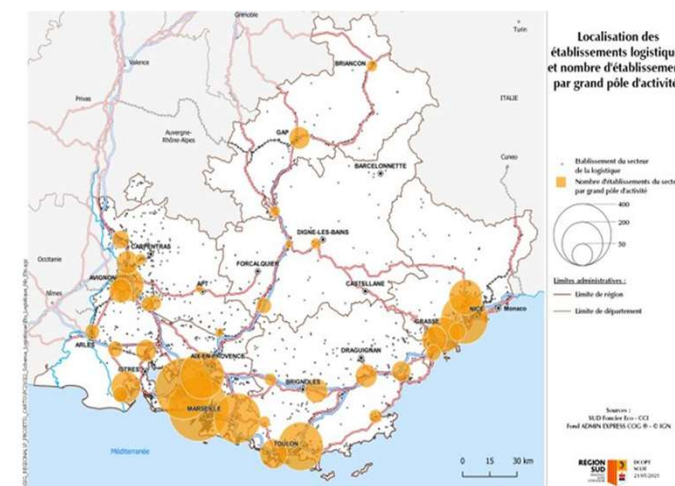 Localisation des
établissements logistiqu
et nombre d'établisseme
par grand pôle d'activité
Etablissement du secteur
de la logistique
Nombre d'établissements du sect
par grand pôle d'activité
400
200
50
Limites administratives :
Limite de région
Limite de département
Sources :
SUD Foncier Eco - CCI
Fond ADMIN EXPRESS COG ® - © IGN
RÉGION
SUD
0 15 30 km
Grenoble
Turin
Valence
BRIANCON
Privas
ITALIE
Auvergne-
Rhône-Alpes
GAP
Cuneo
BARCELONNETTE
DIGNE-LES-BAINS
CARPENTRAS
Occitanie
FORCALQUIER
AVIGNON
APT
CASTELLANE
Nîmes
NICE
Monaco
GRASSE
ARLES
AIX-EN-PROVENCE
DRAGUIGNAN
ISTRES
BRIGNOLES
MARSEILLE
TOULON
Méditerranée